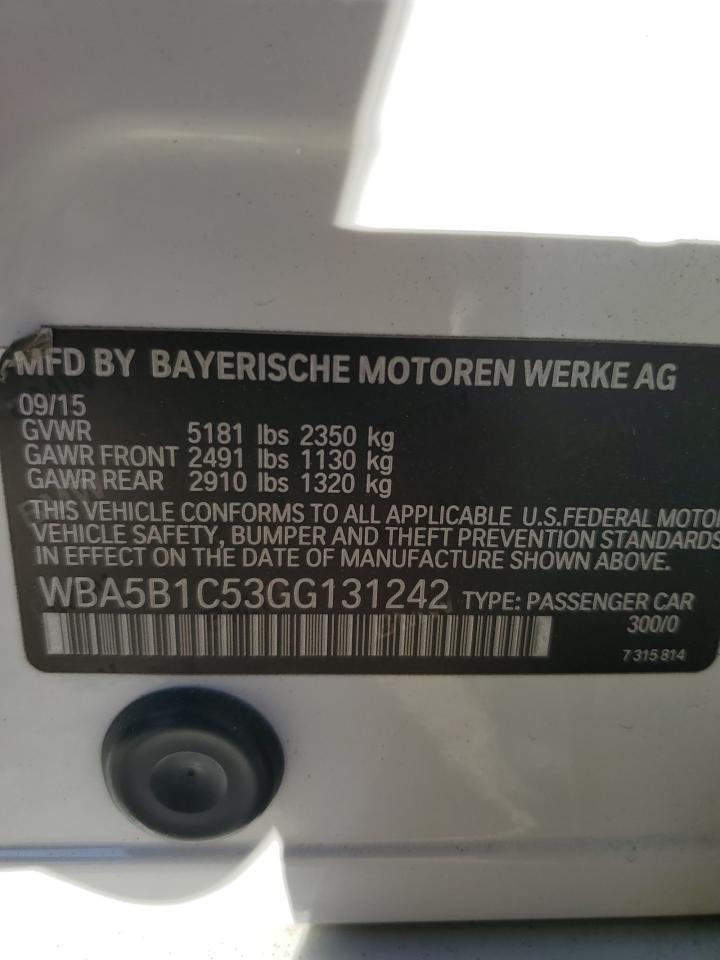 MFD BY BAYERISCHE MOTOREN WERKE AG
09/15
GVWR 5181 lbs 2350 kg
GAWR FRONT 2491 lbs 1130 kg
GAWR REAR 2910 lbs 1320 kg
THIS VEHICLE CONFORMS TO ALL APPLICABLE U.S.FEDERAL MOTO
VEHICLE SAFETY, BUMPER AND THEFT PREVENTION STANDARDS
IN EFFECT ON THE DATE OF MANUFACTURE SHOWN ABOVE.
WBA5B1C53GG131242 TYPE: PASSENGER CAR
300/0
7 315 814